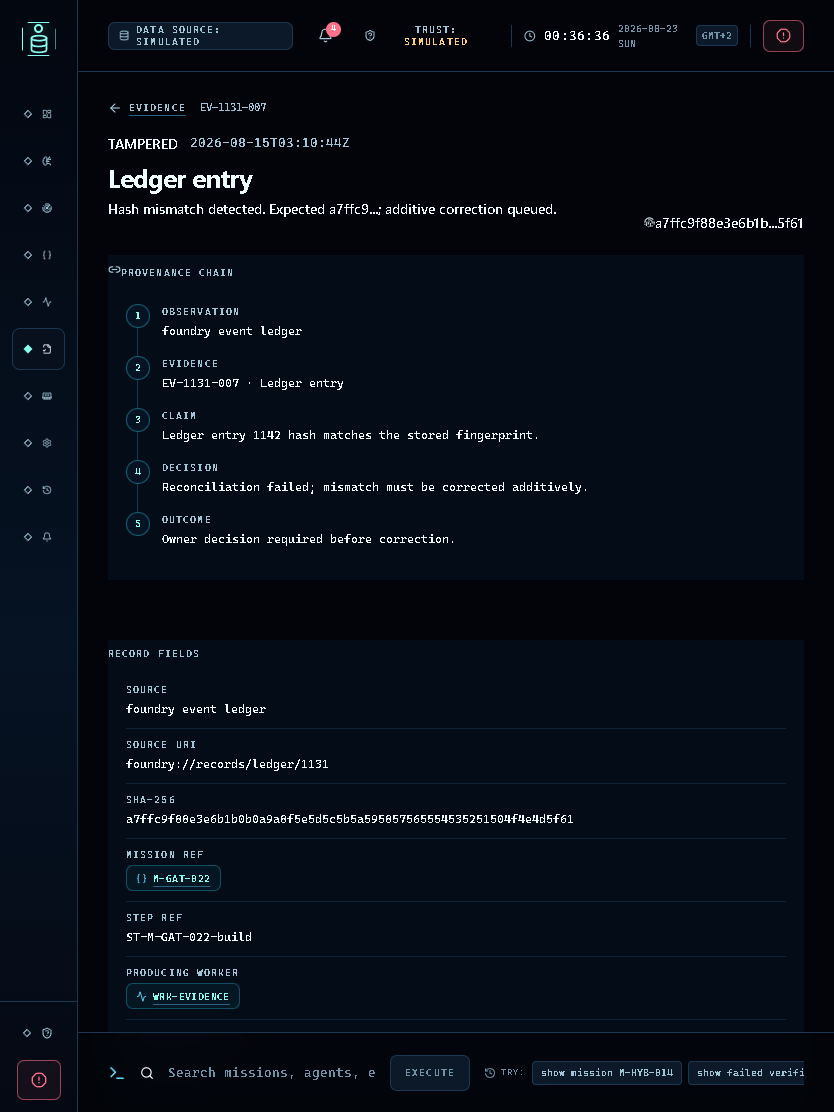 DATA SOURCE:
SIMULATED
4
TRUST:
SIMULATED
00:36:36
2026-08-23
SUN
GMT+2
EVIDENCE EV-1131-007
TAMPERED 2026-08-15T03:10:44Z
Ledger entry
Hash mismatch detected. Expected a7ffc9…; additive correction queued.
a7ffc9f88e3e6b1b…5f61
PROVENANCE CHAIN
1 OBSERVATION
foundry event ledger
2 EVIDENCE
EV-1131-007 · Ledger entry
3 CLAIM
Ledger entry 1142 hash matches the stored fingerprint.
4 DECISION
Reconciliation failed; mismatch must be corrected additively.
5 OUTCOME
Owner decision required before correction.
RECORD FIELDS
SOURCE
foundry event ledger
SOURCE URI
foundry://records/ledger/1131
SHA-256
a7ffc9f88e3e6b1b0b0a9a8f5e5d5c5b5a595857565554535251504f4e4d5f61
MISSION REF
{} M-GAT-022
STEP REF
ST-M-GAT-022-build
PRODUCING WORKER
WRK-EVIDENCE
Search missions, agents, e
EXECUTE
TRY:
show mission M-HYB-014
show failed verifi